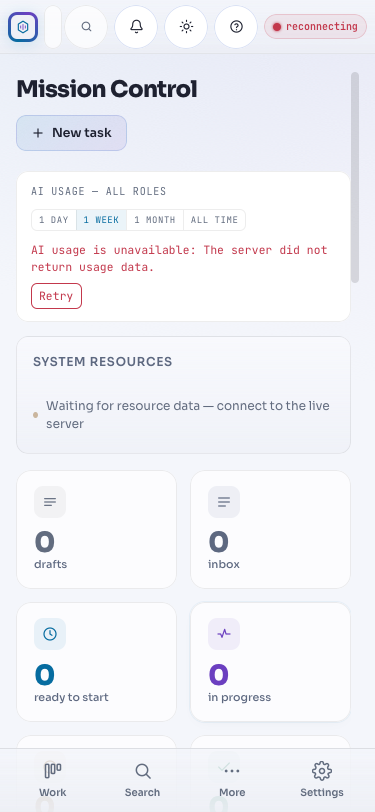 reconnecting
Mission Control
+ New task
AI USAGE — ALL ROLES
1 DAY 1 WEEK 1 MONTH ALL TIME
AI usage is unavailable: The server did not
return usage data.
Retry
SYSTEM RESOURCES
Waiting for resource data — connect to the live
server
0 0
drafts inbox
0 0
ready to start in progress
0 0
Work Search More Settings